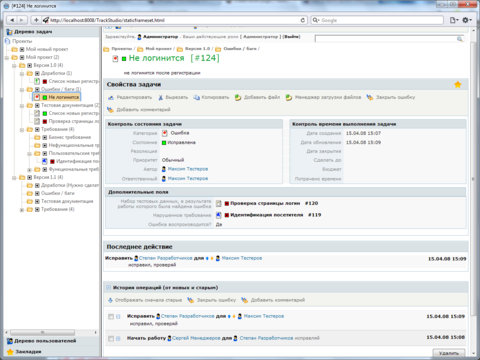 [#124] Не логинится
http://localhost:8888/TrackStudio/staticframeset.html
Google
Дерево задач
Проекты
Мой новый проект
Мой проект (2)
Версия 1.0 (4)
Доработки (1)
Список новых регистр
Ошибки / баги (1)
Не логинится
Тестовая документация (2)
Список новых регистр
Проверка страницы логи
Требования (4)
Бизнес требования
Нефункциональные тре
Пользовательские треб
Идентификация посе
Функциональные треб
Версия 1.1 (4)
Доработки (Нужно сделат
Ошибки / баги
Тестовая документация
Требования (4)
Дерево пользователей
Закладки
Здравствуйте, Администратор . Ваши действующие роли: [ Администратор ] [Выйти]
Проекты / Мой проект / Версия 1.0 / Ошибки / баги /
Не логинится [#124]
не логинится после регистрации
Свойства задачи
Редактировать Вырезать Копировать Добавить файл Менеджер загрузки файлов Закрыть ошибку
Добавить комментарий
Контроль состояния задачи
Категория Ошибка
Состояние Исправлена
Резолюция
Приоритет Обычный
Автор Максим Тестеров
Ответственный Максим Тестеров
Контроль времени выполнения задачи
Дата создания 15.04.08 15:07
Дата обновления 15.04.08 15:09
Дата закрытия
Сделать до
Бюджет
Потрачено времени
Дополнительные поля
Набор тестовых данных, в результате
работы которого была найдена ошибка
Проверка страницы логин #120
Нарушенное требование Идентификация посетителя #119
Ошибка воспроизводится? Да
Последнее действие
Исправить Степан Разработчиков для Максим Тестеров 15.04.08 15:09
исправил, проверяй
История операций (от новых к старым)
Отображать сначала старые Закрыть ошибку Добавить комментарий
Исправить Степан Разработчиков для Максим Тестеров 15.04.08 15:09
исправил, проверяй
Начать работу Сергей Менеджеров для Степан Разработчиков исправляй 15.04.08 15:08
Удалить